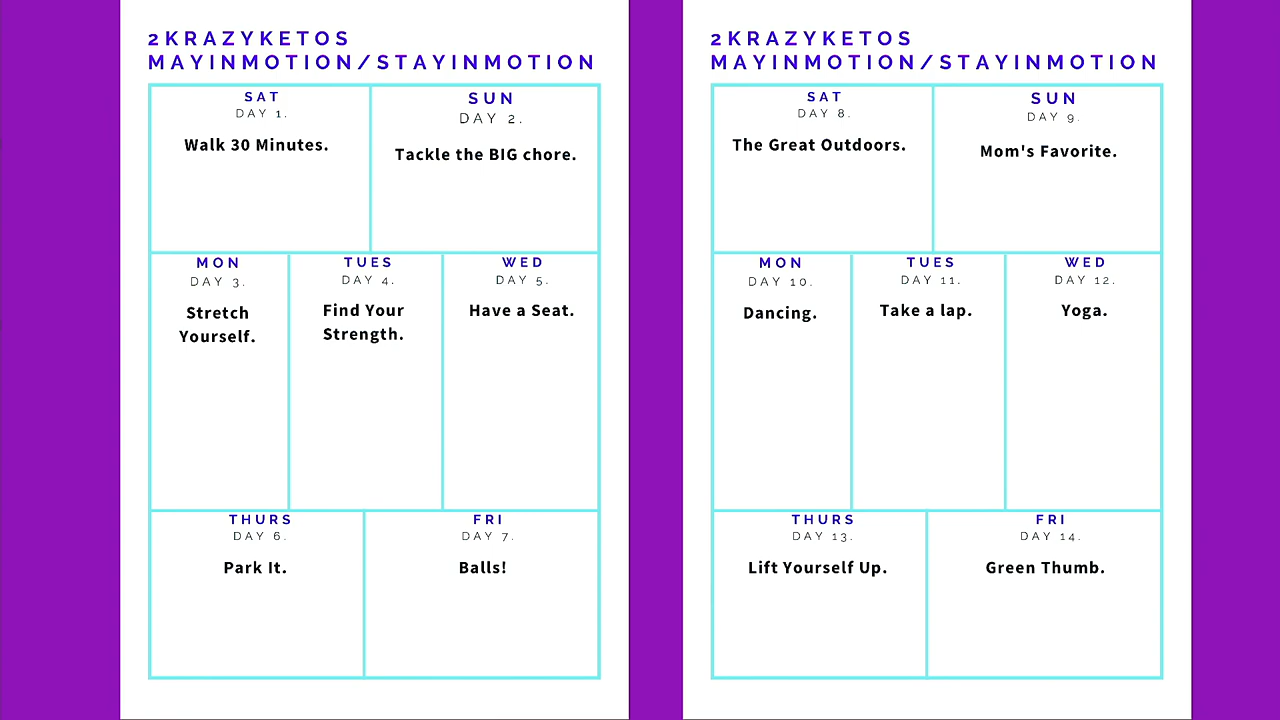 2KRAZYKETOS
MAYINMOTION/STAYINMOTION
SAT
DAY 1.
Walk 30 Minutes.
SUN
DAY 2.
Tackle the BIG chore.
MON
DAY 3.
Stretch
Yourself.
TUES
DAY 4.
Find Your
Strength.
WED
DAY 5.
Have a Seat.
THURS
DAY 6.
Park It.
FRI
DAY 7.
Balls!
2KRAZYKETOS
MAYINMOTION/STAYINMOTION
SAT
DAY 8.
The Great Outdoors.
SUN
DAY 9.
Mom's Favorite.
MON
DAY 10.
Dancing.
TUES
DAY 11.
Take a lap.
WED
DAY 12.
Yoga.
THURS
DAY 13.
Lift Yourself Up.
FRI
DAY 14.
Green Thumb.